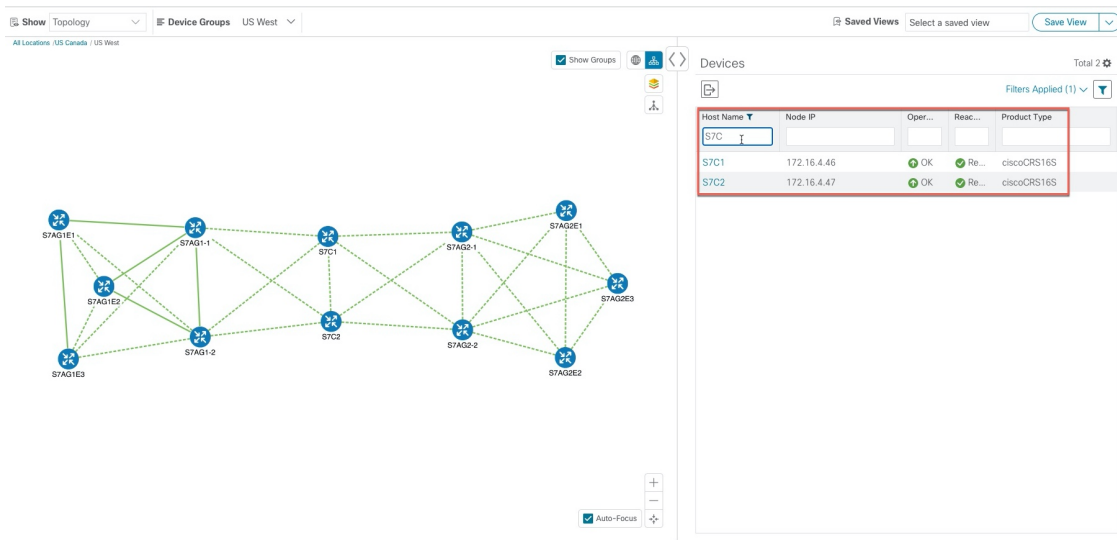 Show Topology Device Groups US West Saved Views Select a saved view Save View
All Locations /US Canada / US West
Show Groups
Devices
Total 2
Filters Applied (1)
Host Name Node IP Oper... Reac... Product Type
S7C
S7C1 172.16.4.46 OK Re... ciscoCRS16S
S7C2 172.16.4.47 OK Re... ciscoCRS16S
S7AG1E1
S7AG1-1
S7C1
S7AG2-1
S7AG2E1
S7AG1E2
S7AG2E3
S7AG1-2
S7C2
S7AG2-2
S7AG1E3
S7AG2E2
Auto-Focus